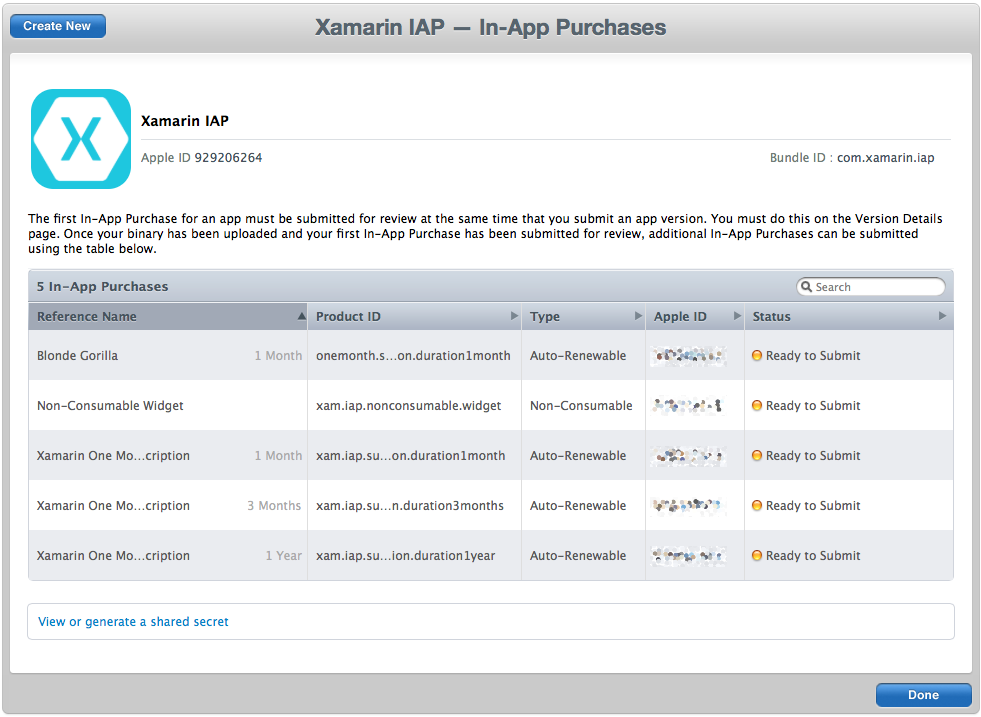 Create New
Xamarin IAP — In-App Purchases
X
Xamarin IAP
Apple ID 929206264
Bundle ID : com.xamarin.iap
The first In-App Purchase for an app must be submitted for review at the same time that you submit an app version. You must do this on the Version Details
page. Once your binary has been uploaded and your first In-App Purchase has been submitted for review, additional In-App Purchases can be submitted
using the table below.
5 In-App Purchases
Search
Reference Name Product ID Type Apple ID Status
Blonde Gorilla 1 Month onemonth.s...on.duration1month Auto-Renewable Ready to Submit
Non-Consumable Widget xam.iap.nonconsumable.widget Non-Consumable Ready to Submit
Xamarin One Mo...cription 1 Month xam.iap.su...on.duration1month Auto-Renewable Ready to Submit
Xamarin One Mo...cription 3 Months xam.iap.su...n.duration3months Auto-Renewable Ready to Submit
Xamarin One Mo...cription 1 Year xam.iap.su...ion.duration1year Auto-Renewable Ready to Submit
View or generate a shared secret
Done